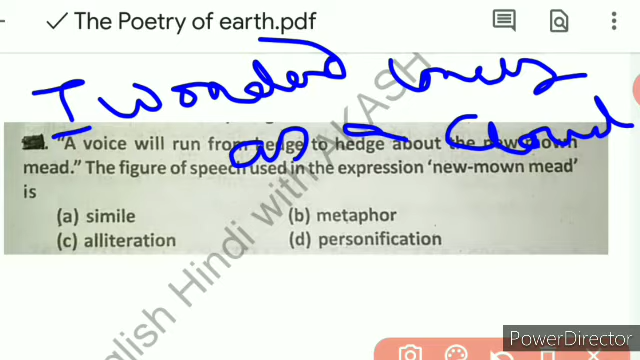 The Poetry of earth.pdf
I wonderd lonely
as a cloud
"A voice will run from hedge to hedge about the new-mown
mead." The figure of speech used in the expression 'new-mown mead'
is
(a) simile (b) metaphor
(c) alliteration (d) personification
glish Hindi with AKASH
PowerDirector